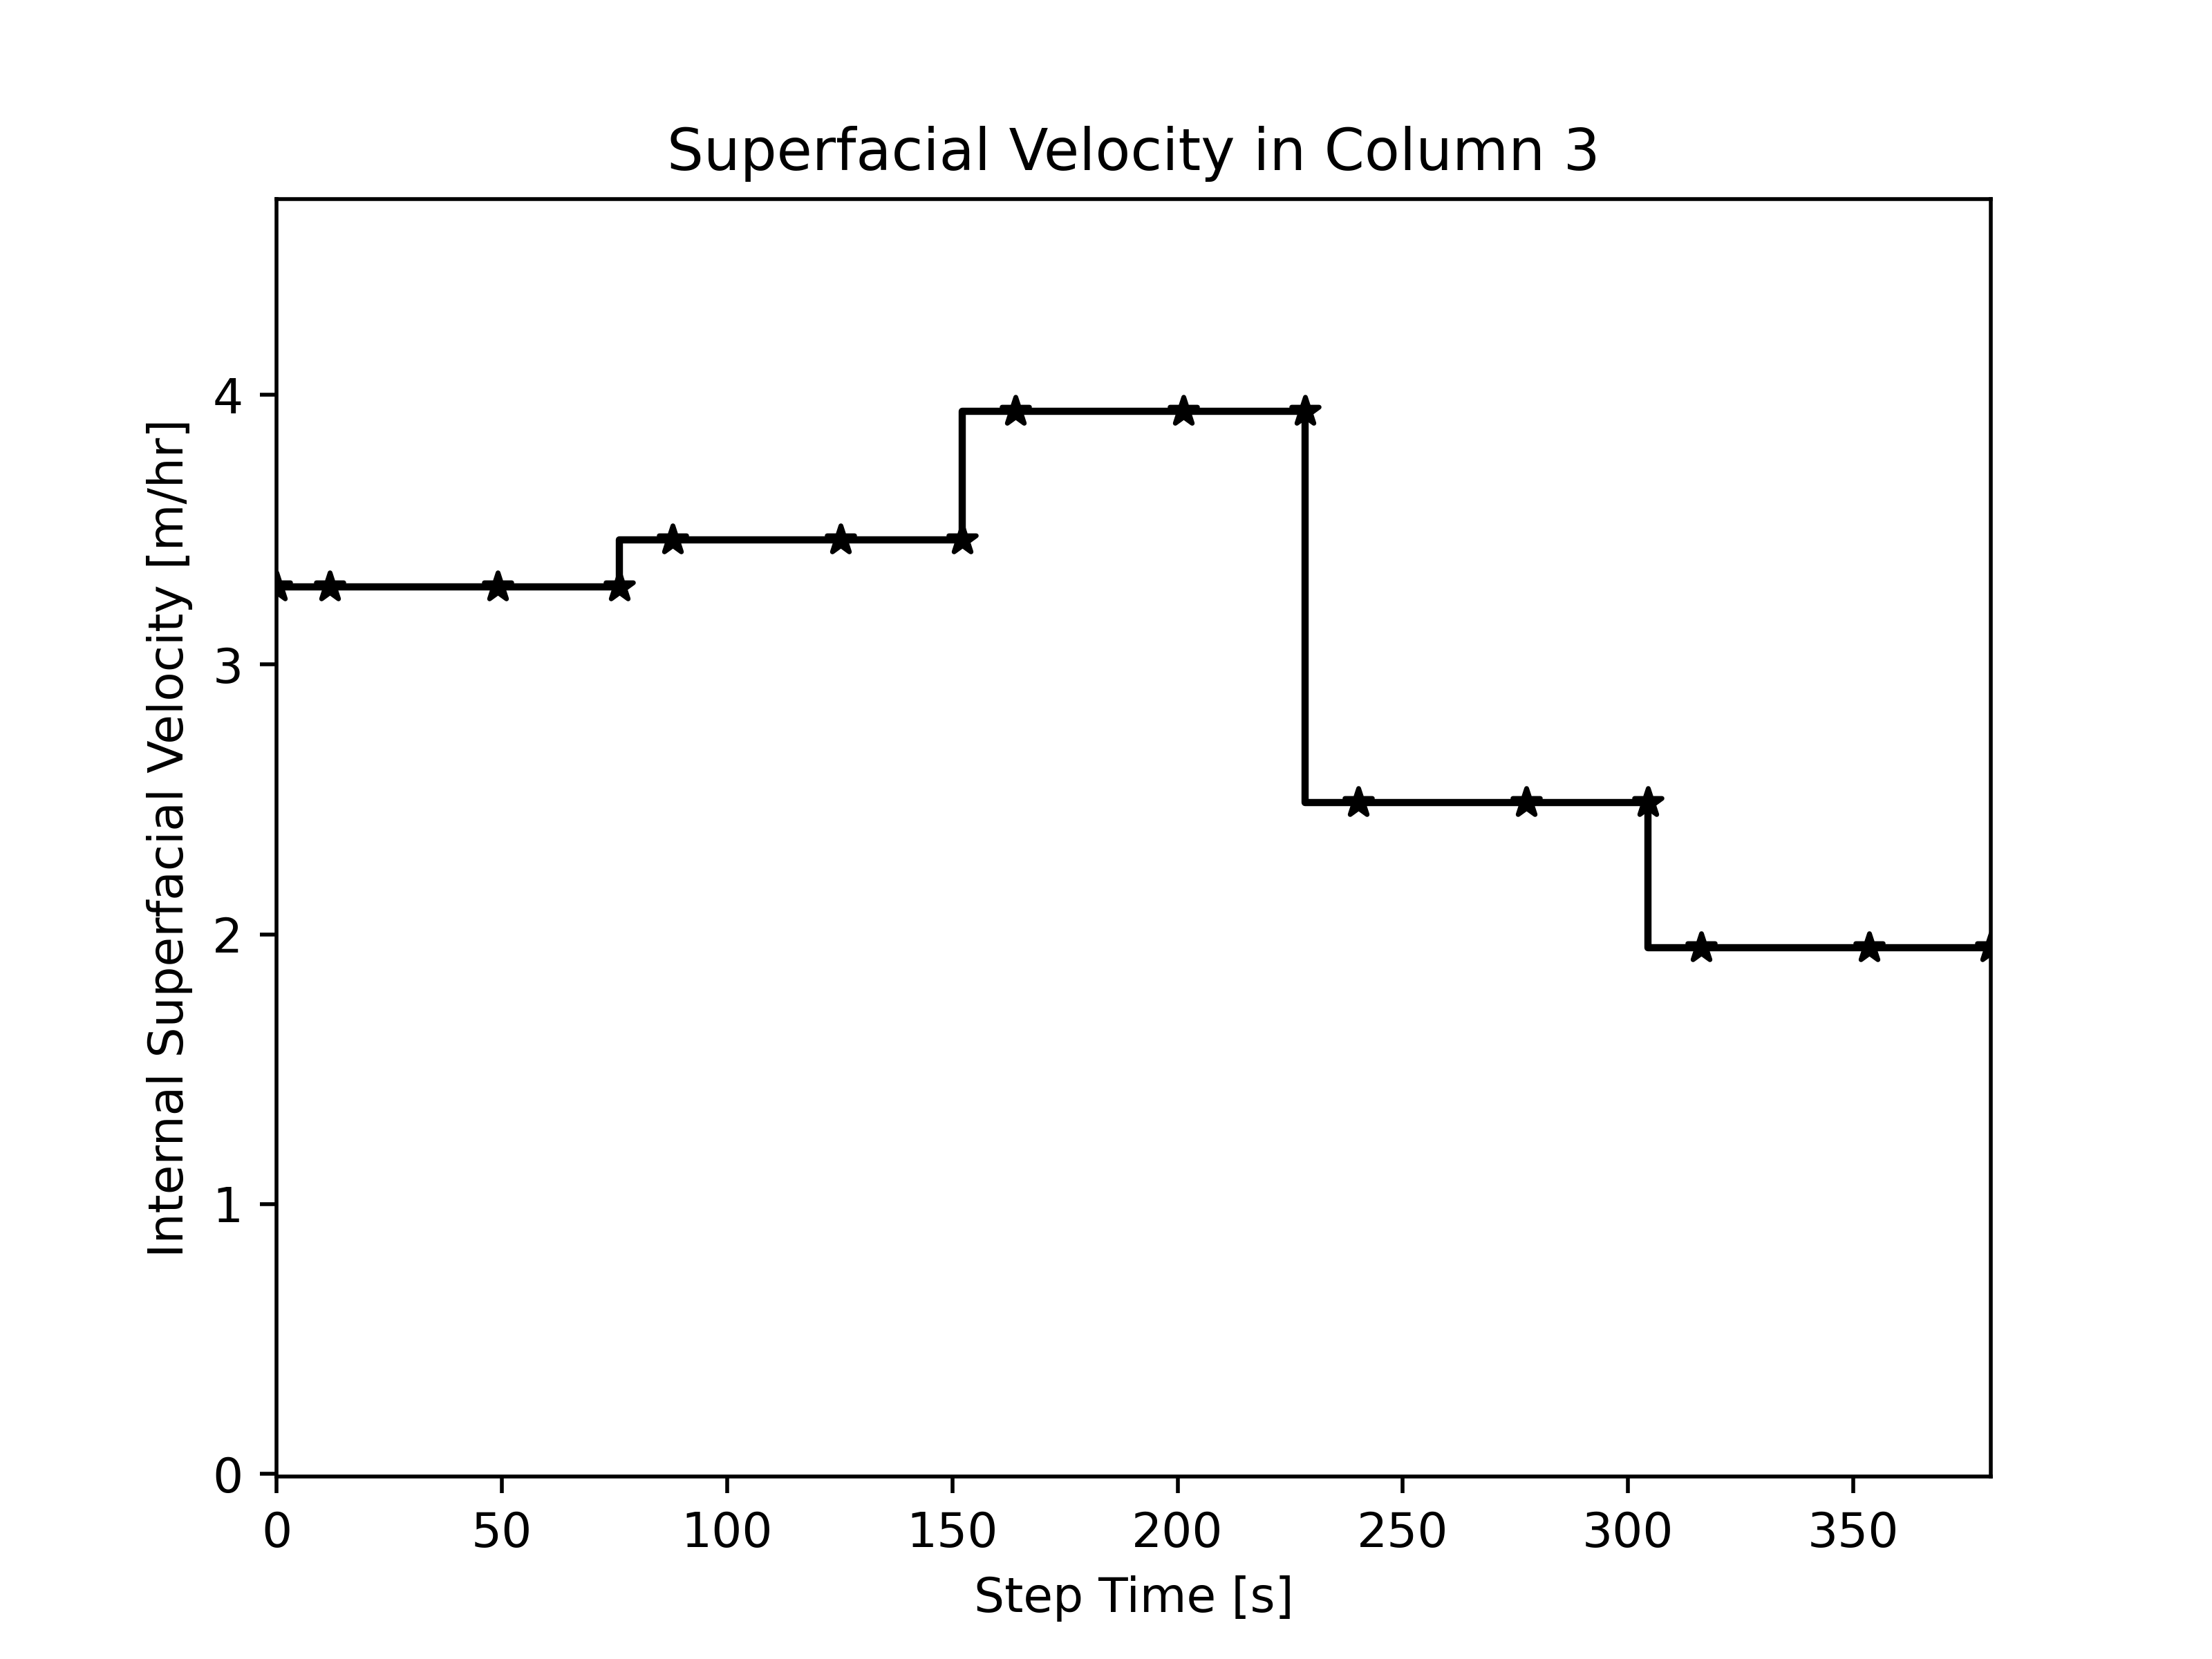 Superfacial Velocity in Column 3
Internal Superfacial Velocity [m/hr]
4
3
2
1
0
0 50 100 150 200 250 300 350
Step Time [s]